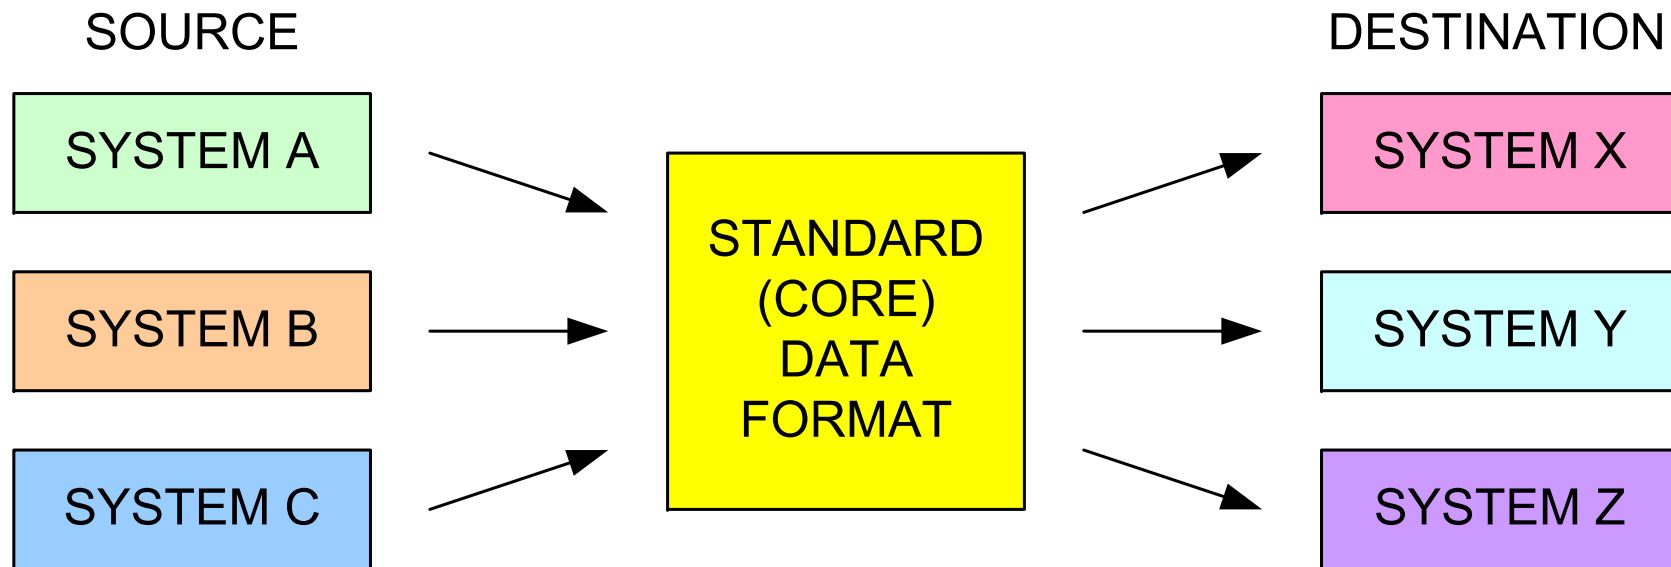 SOURCE
DESTINATION
SYSTEM A
SYSTEM X
STANDARD
(CORE)
DATA
FORMAT
SYSTEM B
SYSTEM Y
SYSTEM C
SYSTEM Z